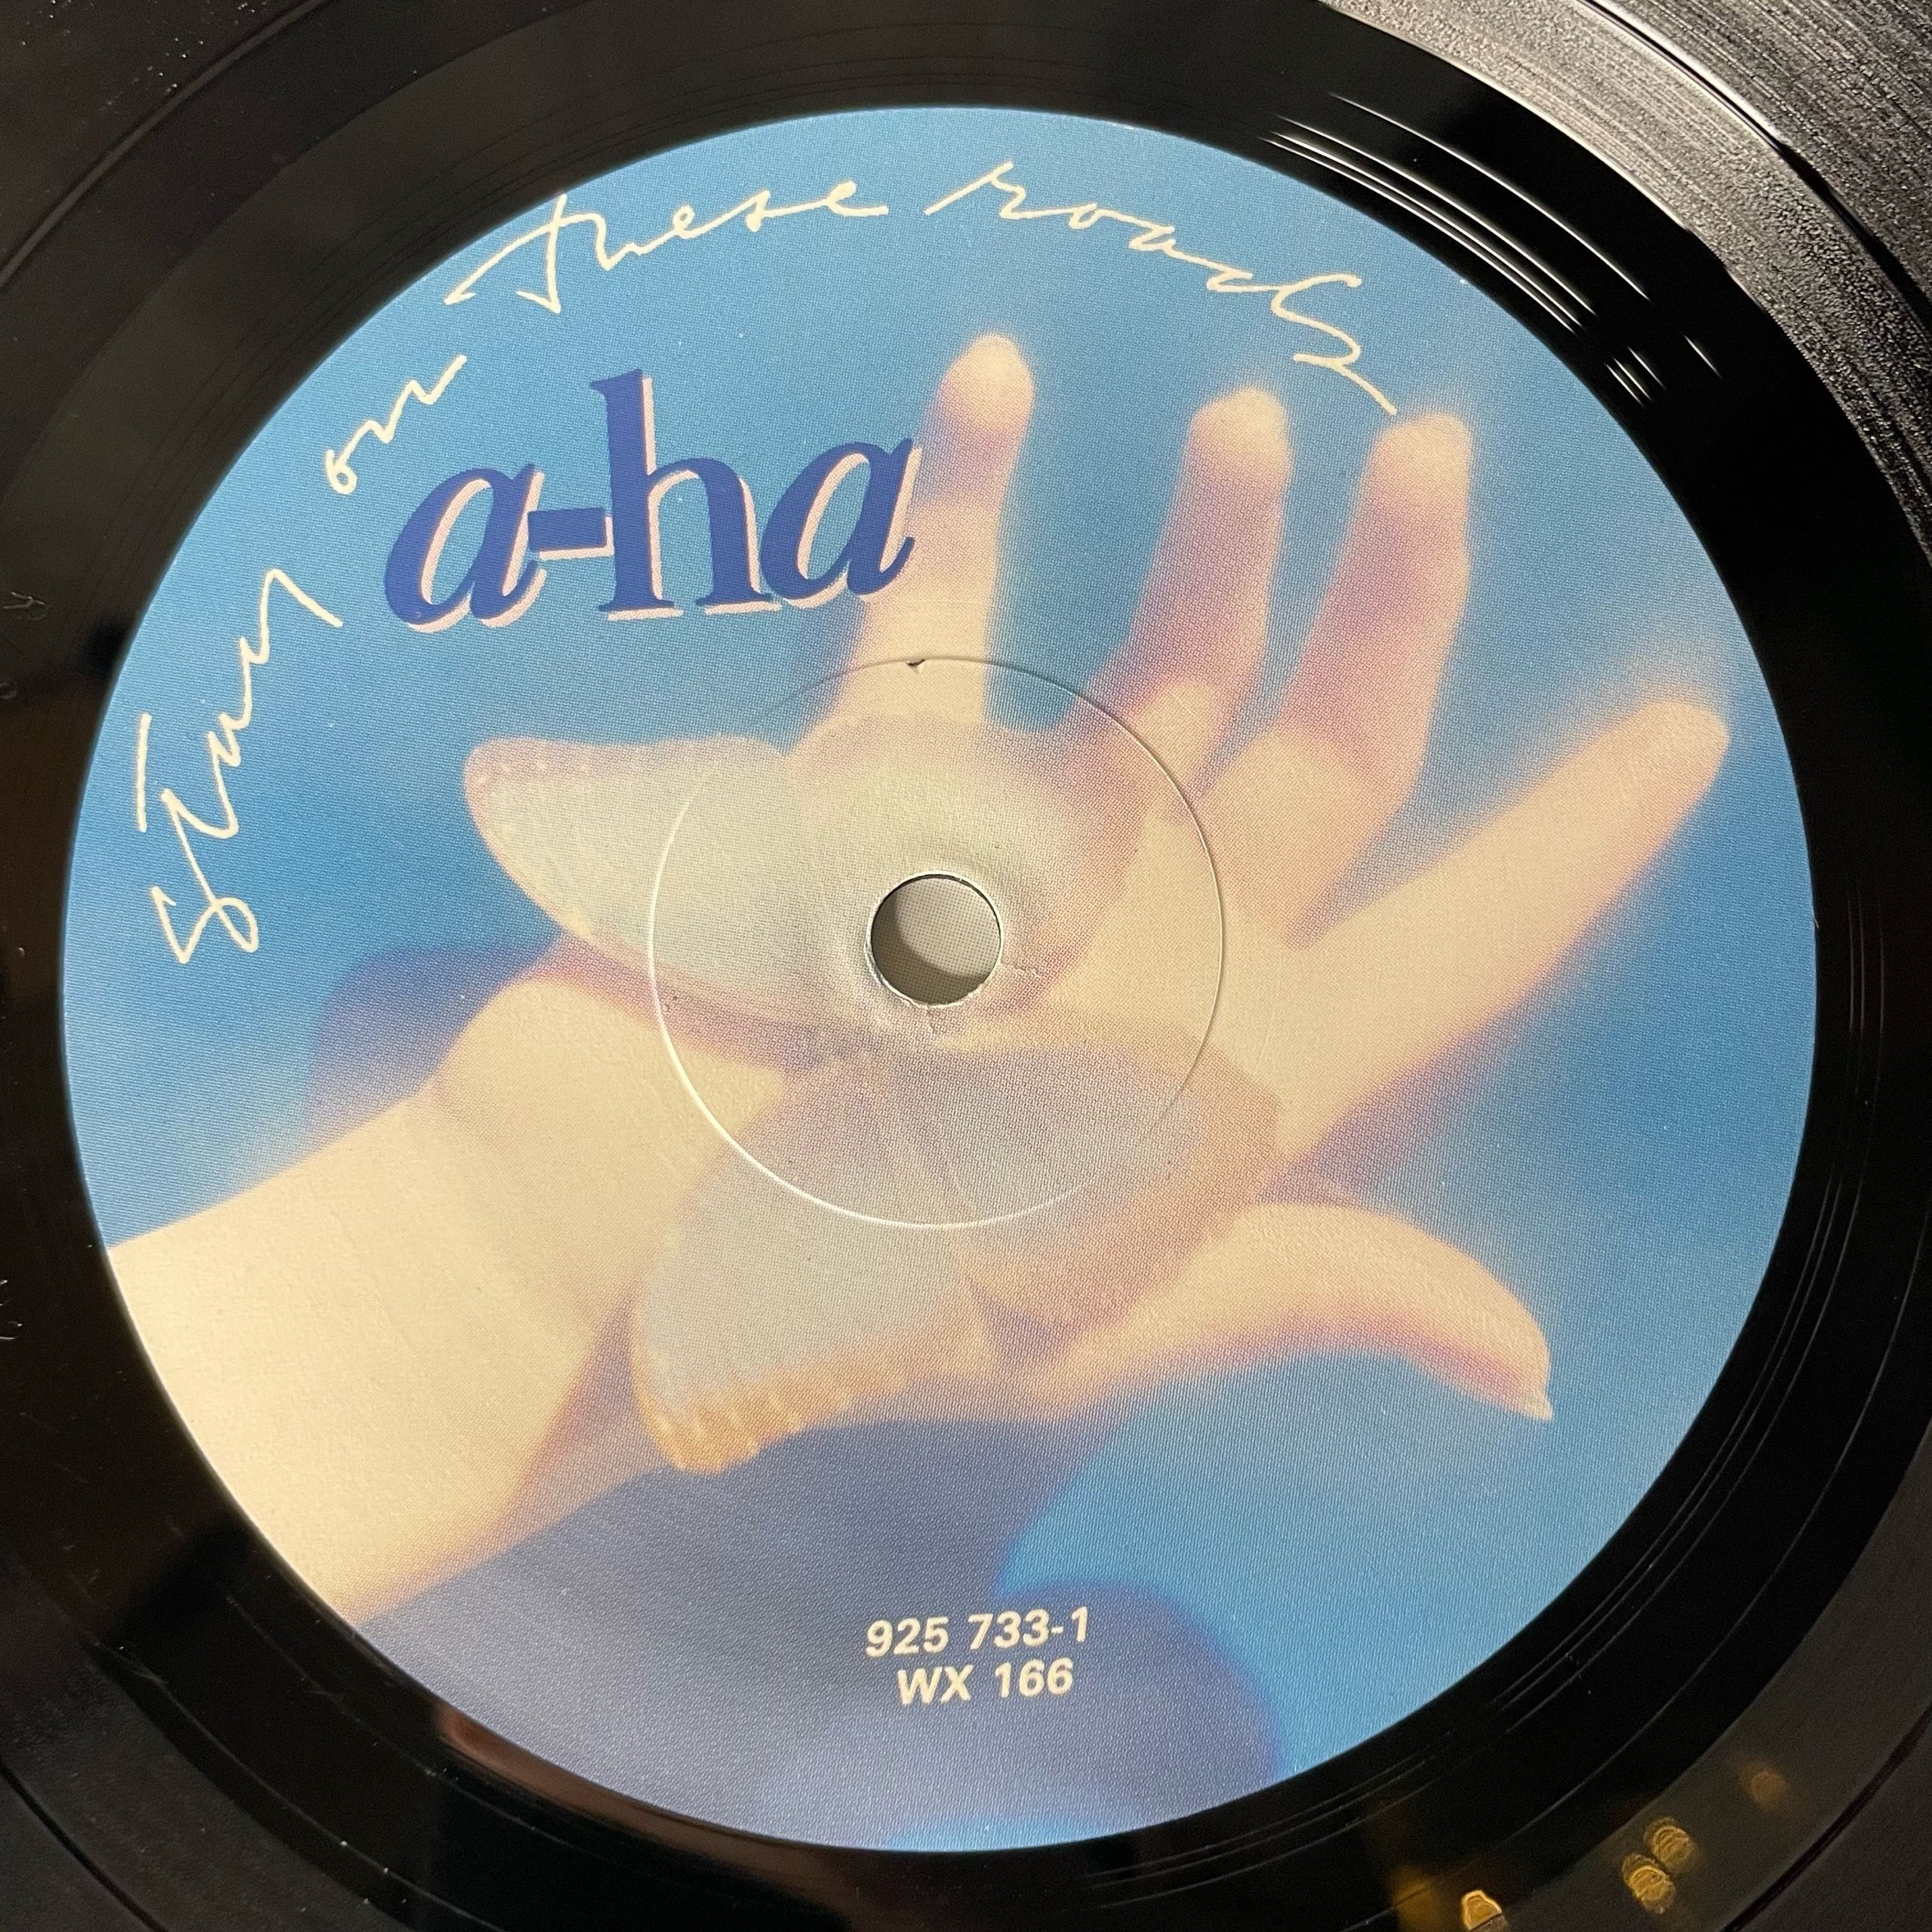 Stay on these roads
a-ha
925 733-1
WX 166